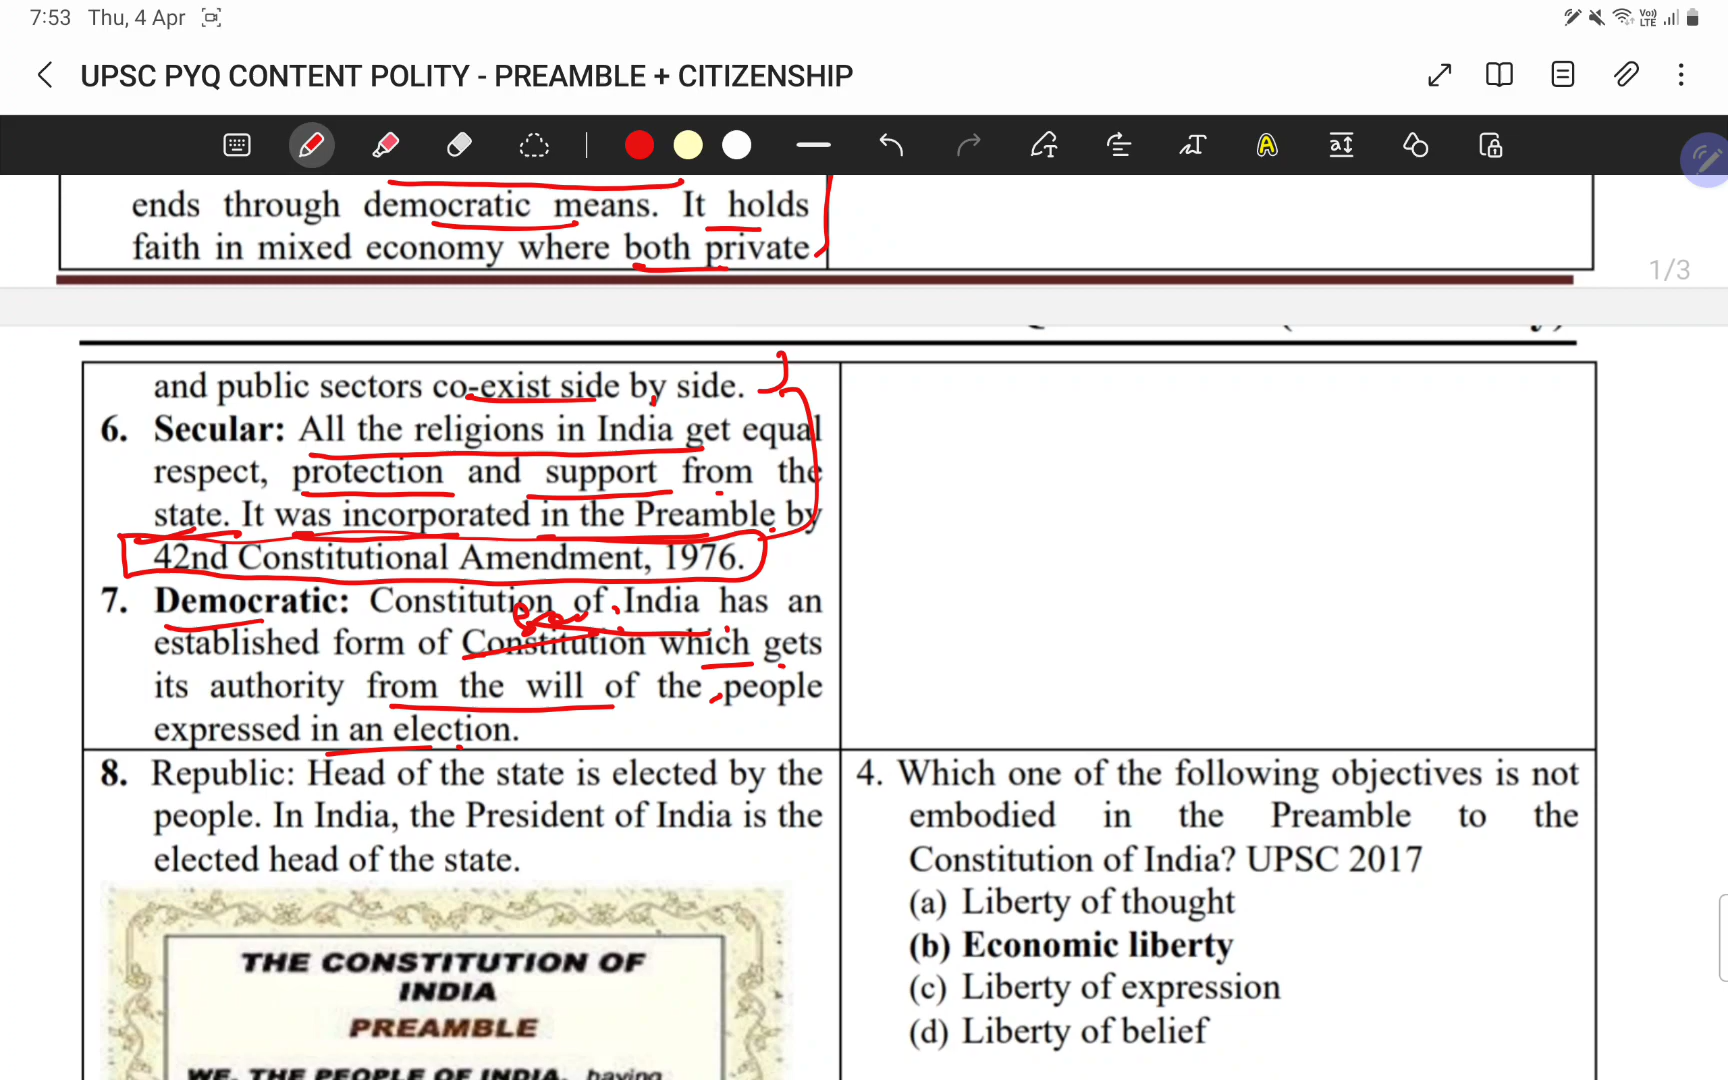 7:53 Thu, 4 Apr
Vo)) LTE
UPSC PYQ CONTENT POLITY - PREAMBLE + CITIZENSHIP
ends through democratic means. It holds
faith in mixed economy where both private
1/3
and public sectors co-exist side by side.
6. Secular: All the religions in India get equal
respect, protection and support from the
state. It was incorporated in the Preamble by
42nd Constitutional Amendment, 1976.
7. Democratic: Constitution of India has an
established form of Constitution which gets
its authority from the will of the people
expressed in an election.
8. Republic: Head of the state is elected by the
people. In India, the President of India is the
elected head of the state.
THE CONSTITUTION OF
INDIA
PREAMBLE
WE, THE PEOPLE OF INDIA, having
4. Which one of the following objectives is not
embodied in the Preamble to the
Constitution of India? UPSC 2017
(a) Liberty of thought
(b) Economic liberty
(c) Liberty of expression
(d) Liberty of belief